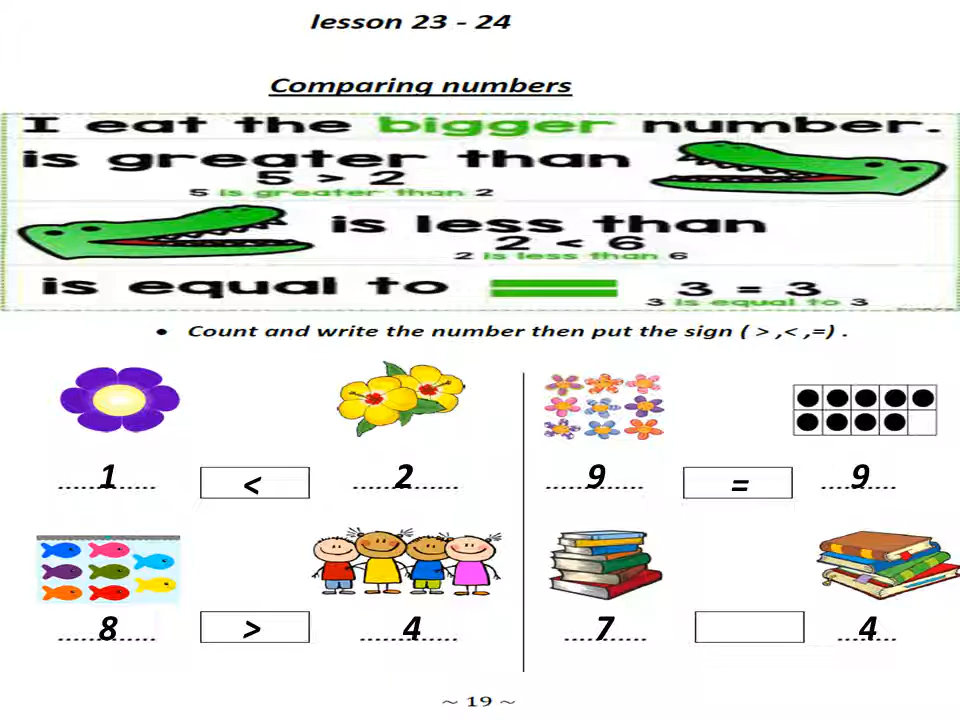 lesson 23 - 24
Comparing numbers
I eat the bigger number.
is greater than
5 > 2
5 is greater than 2
is less than
2 < 6
2 is less than 6
is equal to = 3 = 3
3 is equal to 3
• Count and write the number then put the sign ( > ,< ,=) .
1 < 2 9 = 9
8 > 4 7 4
~ 19 ~